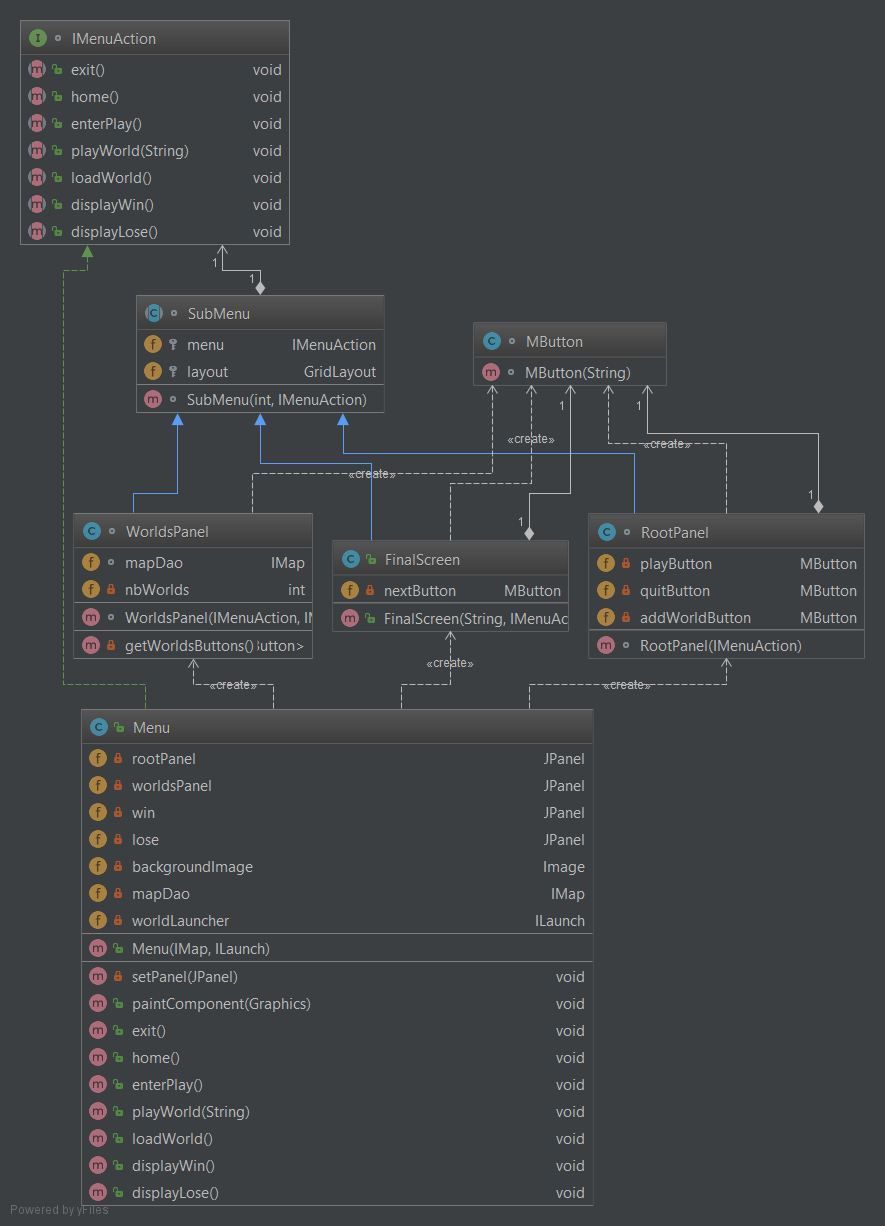 IMenuAction
exit() void
home() void
enterPlay() void
playWorld(String) void
loadWorld() void
displayWin() void
displayLose() void
1
1
SubMenu
menu IMenuAction
layout GridLayout
SubMenu(int, IMenuAction)
MButton
MButton(String)
1
1
«create»
«create»
«create»
1
1
WorldsPanel
mapDao IMap
nbWorlds int
WorldsPanel(IMenuAction, IM
getWorldsButtons() Button>
FinalScreen
nextButton MButton
FinalScreen(String, IMenuAc
RootPanel
playButton MButton
quitButton MButton
addWorldButton MButton
RootPanel(IMenuAction)
«create»
«create»
«create»
Menu
rootPanel JPanel
worldsPanel JPanel
win JPanel
lose JPanel
backgroundImage Image
mapDao IMap
worldLauncher ILaunch
Menu(IMap, ILaunch)
setPanel(JPanel) void
paintComponent(Graphics) void
exit() void
home() void
enterPlay() void
playWorld(String) void
loadWorld() void
displayWin() void
displayLose() void
Powered by yFiles